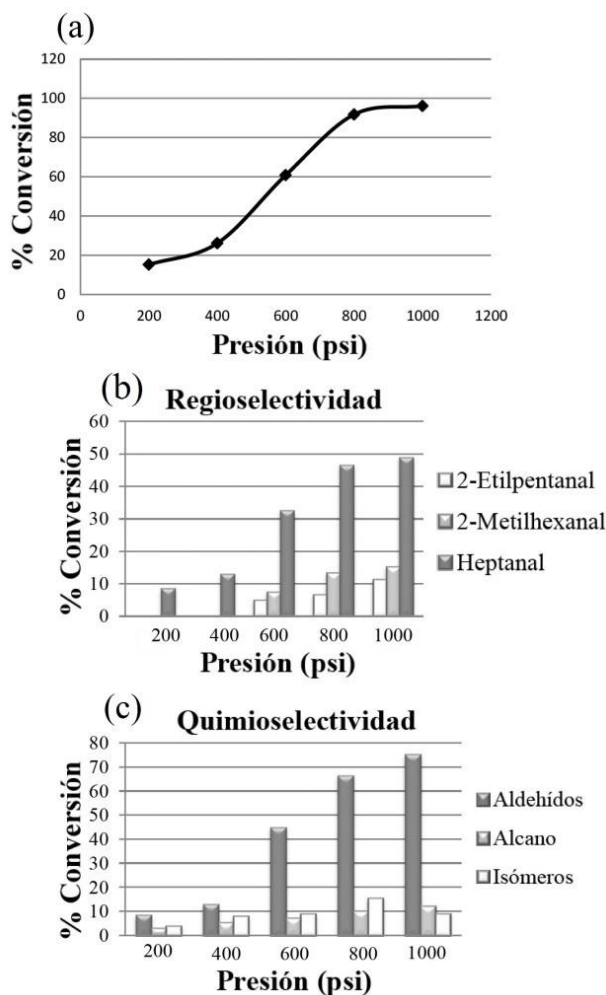 (a)
120
100
80
60
40
20
0
% Conversión
0 200 400 600 800 1000 1200
Presión (psi)
(b)
Regioselectividad
60
50
40
30
20
10
0
% Conversión
200 400 600 800 1000
Presión (psi)
2-Etilpentanal
2-Metilhexanal
Heptanal
(c)
Quimioselectividad
80
70
60
50
40
30
20
10
0
% Conversión
200 400 600 800 1000
Presión (psi)
Aldehídos
Alcano
Isómeros